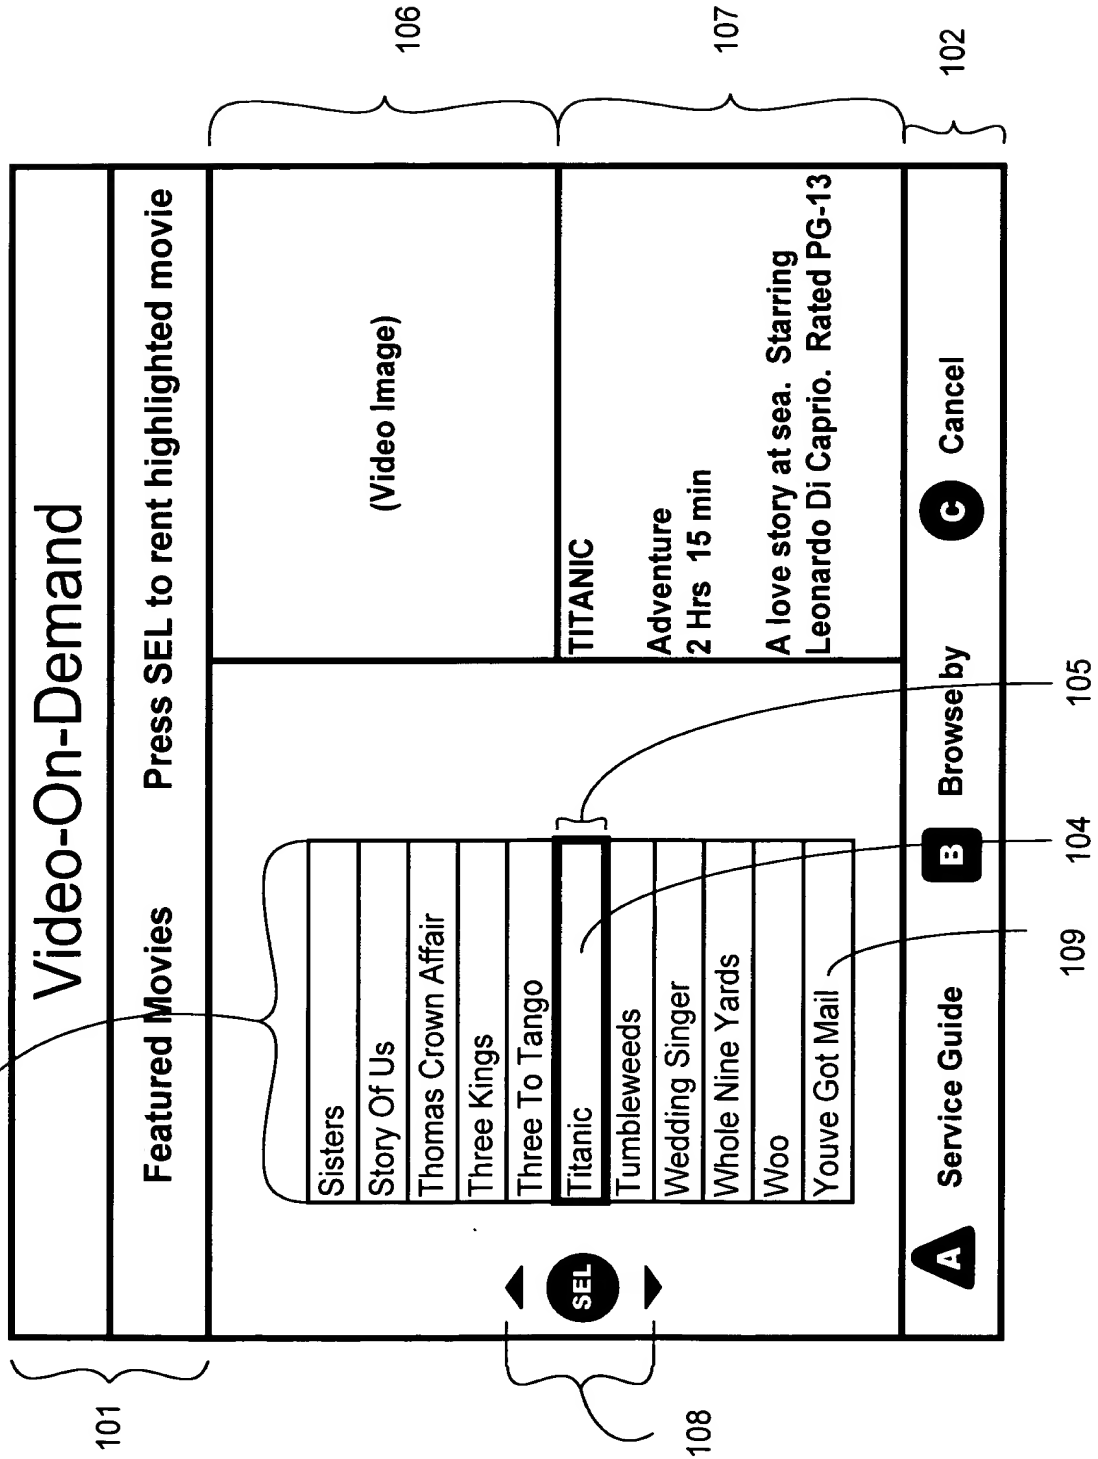 Video-On-Demand
Featured Movies Press SEL to rent highlighted movie
101
106
107
102
108
105
104
109
SEL
Sisters
Story Of Us
Thomas Crown Affair
Three Kings
Three To Tango
Titanic
Tumbleweeds
Wedding Singer
Whole Nine Yards
Woo
Youve Got Mail
(Video Image)
TITANIC
Adventure
2 Hrs 15 min
A love story at sea. Starring
Leonardo Di Caprio. Rated PG-13
A Service Guide B Browse by C Cancel